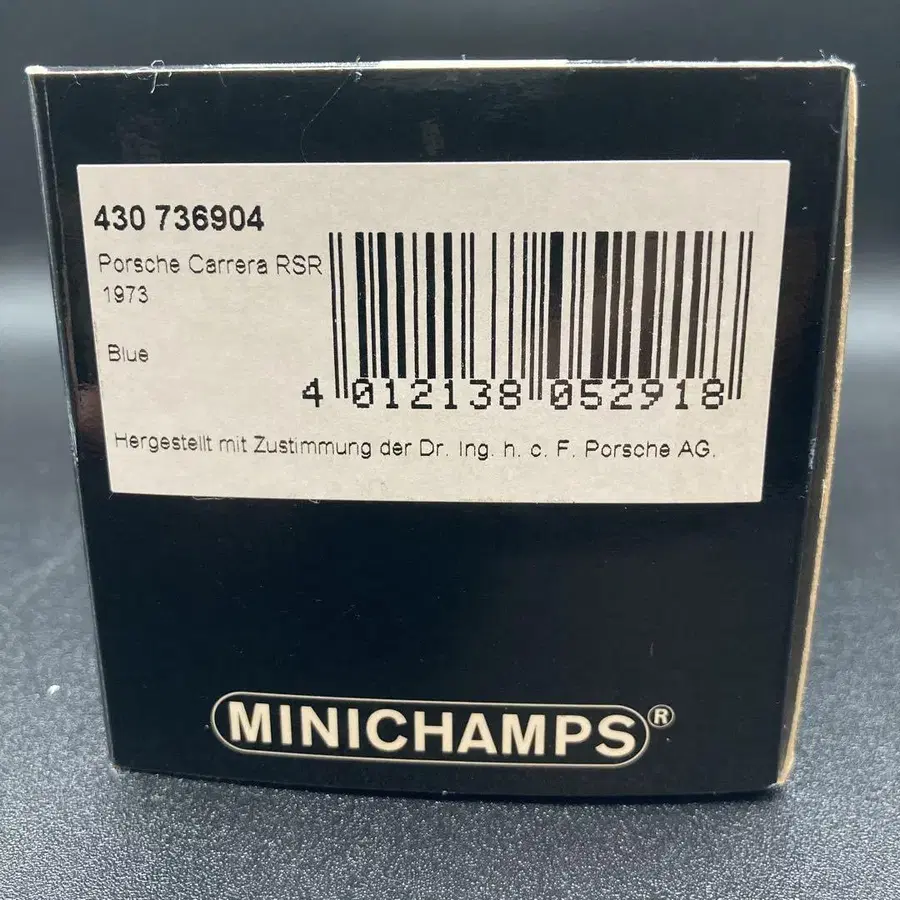 430 736904
Porsche Carrera RSR
1973
Blue
4 012138 052918
Hergestellt mit Zustimmung der Dr. Ing. h. c. F. Porsche AG.
MINICHAMPS®